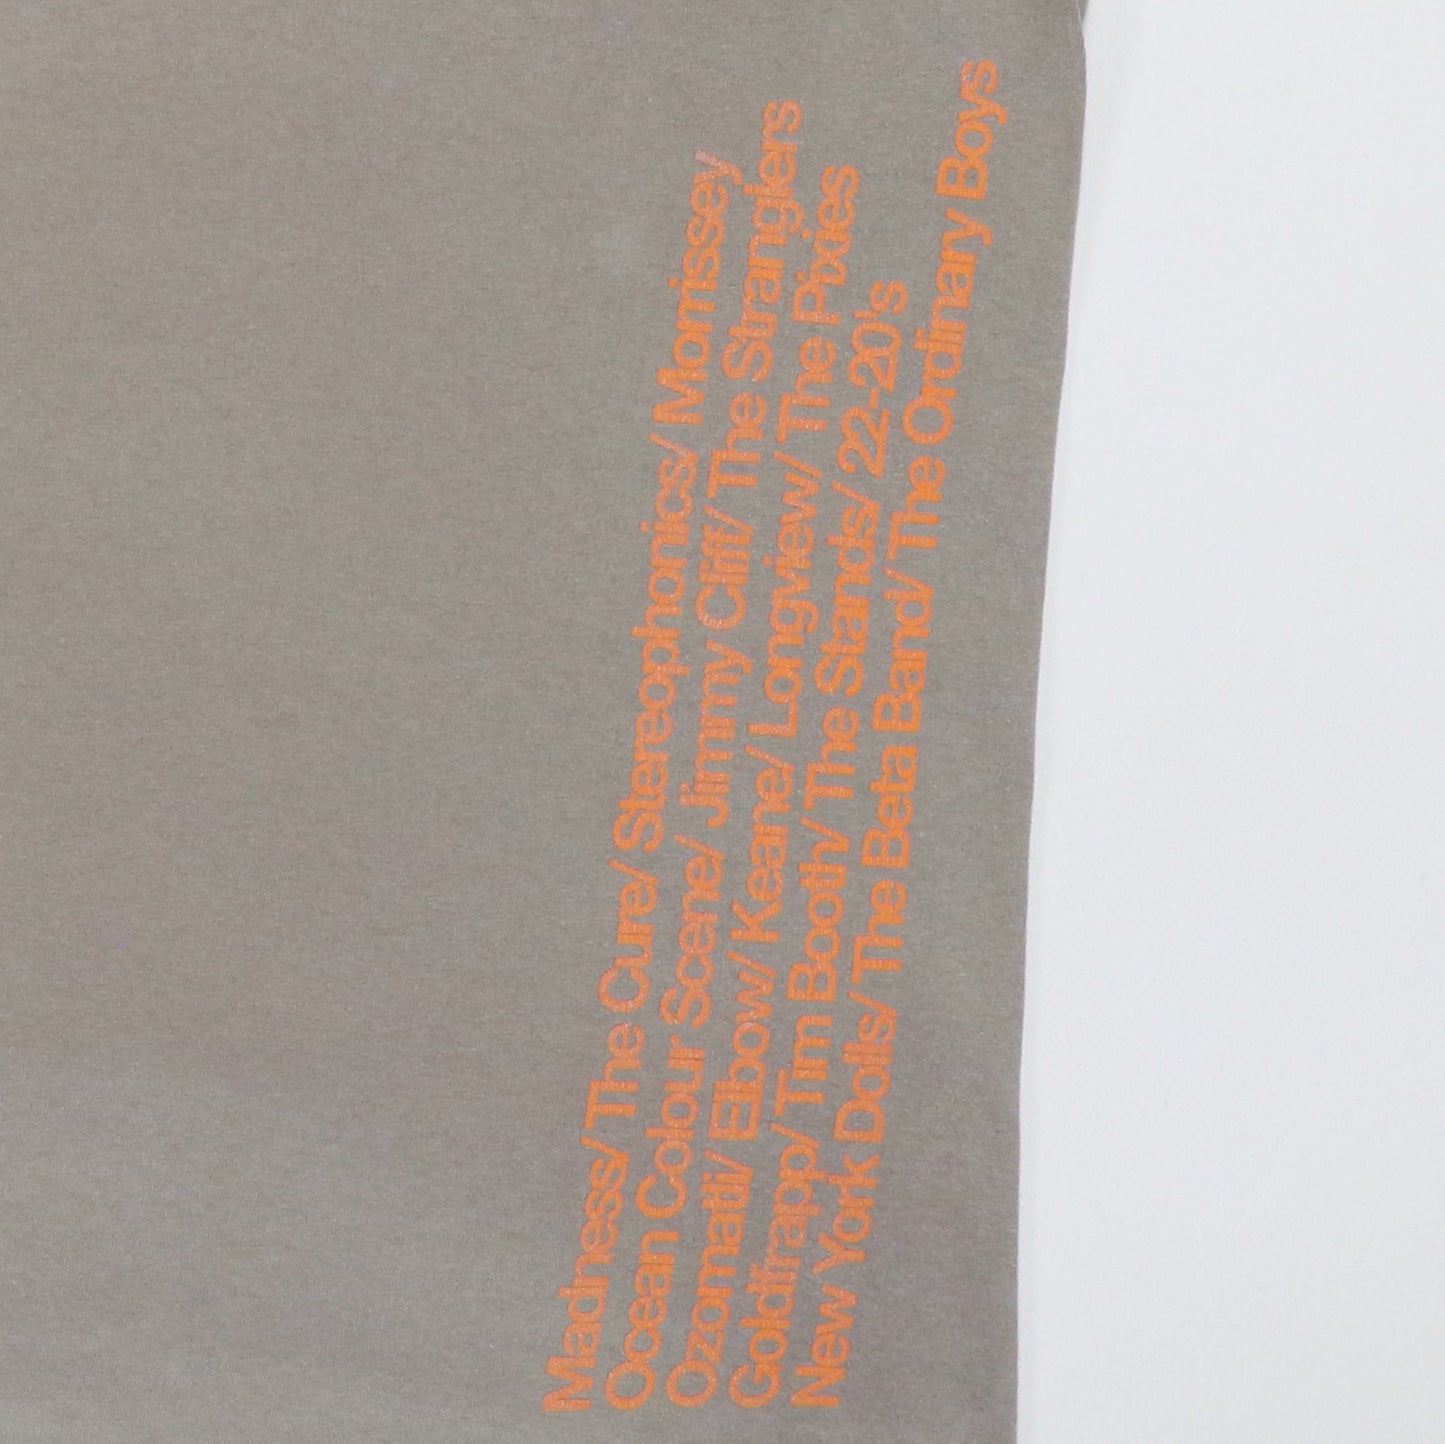 Madness/ The Cure/ Stereophonics/ Morrissey
Ocean Colour Scene/ Jimmy Cliff/ The Stranglers
Ozomatli/ Elbow/ Keane/ Longview/ The Pixies
Goldfrapp/ Tim Booth/ The Stands/ 22-20's
New York Dolls/ The Beta Band/ The Ordinary Boys